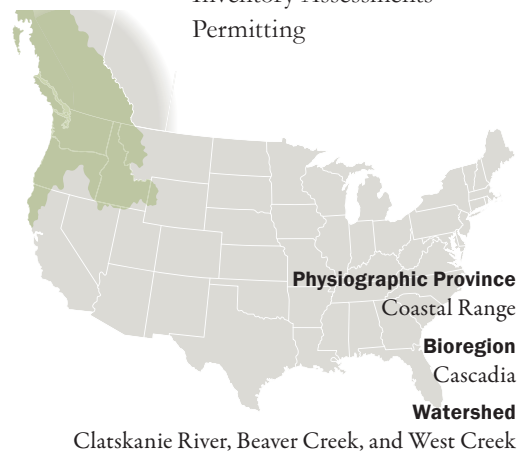 Permitting
Physiographic Province
Coastal Range
Bioregion
Cascadia
Watershed
Clatskanie River, Beaver Creek, and West Creek